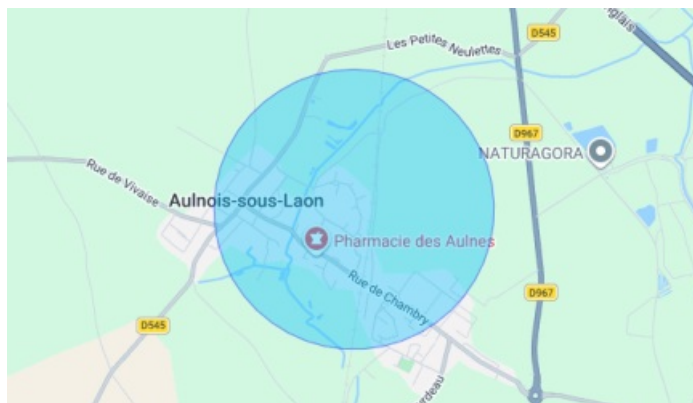 D545
Les Petites Neulettes
D967
NATURAGORA
Rue de Vivaise
Aulnois-sous-Laon
Pharmacie des Aulnes
Rue de Chambry
D967
D545